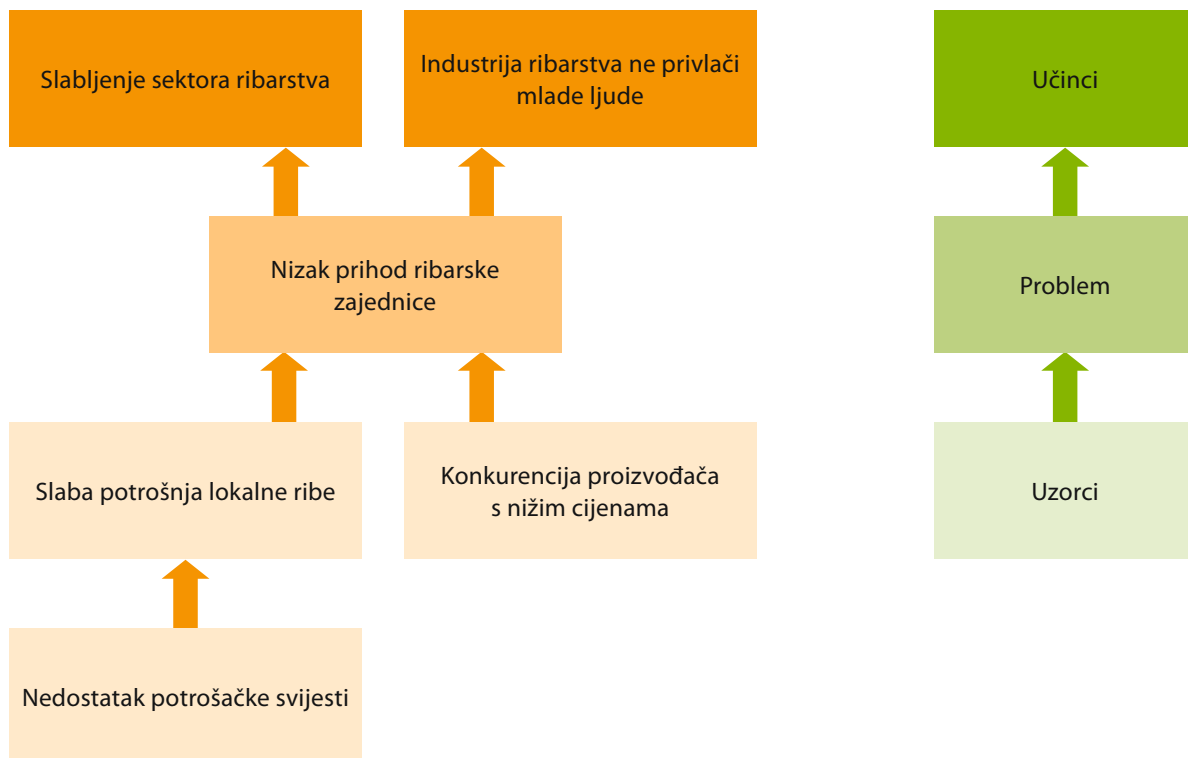 Slabljenje sektora ribarstva
Industrija ribarstva ne privlači
mlade ljude
Učinci
Nizak prihod ribarske
zajednice
Problem
Slaba potrošnja lokalne ribe
Konkurencija proizvođača
s nižim cijenama
Uzorci
Nedostatak potrošačke svijesti